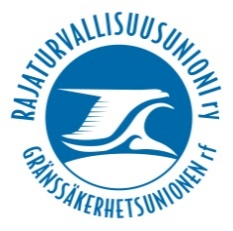 RAJATURVALLISUUSUNIONI ry
GRÄNSSÄKERHETSUNIONEN rf